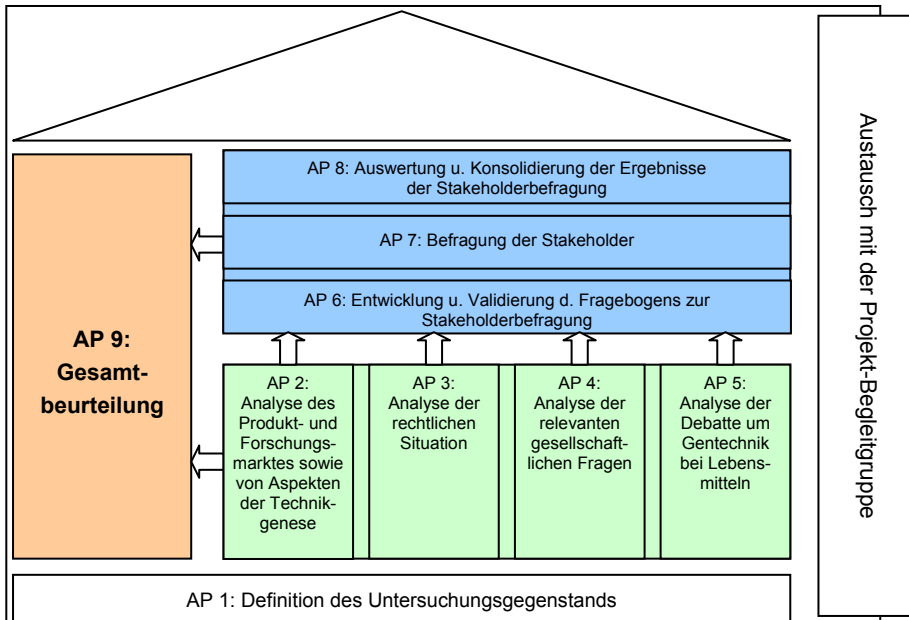 AP 8: Auswertung u. Konsolidierung der Ergebnisse
der Stakeholderbefragung
AP 7: Befragung der Stakeholder
AP 6: Entwicklung u. Validierung d. Fragebogens zur
Stakeholderbefragung
AP 9:
Gesamt-
beurteilung
AP 2:
Analyse des
Produkt- und
Forschungs-
marktes sowie
von Aspekten
der Technik-
genese
AP 3:
Analyse der
rechtlichen
Situation
AP 4:
Analyse der
relevanten
gesellschaft-
lichen Fragen
AP 5:
Analyse der
Debatte um
Gentechnik
bei Lebens-
mitteln
AP 1: Definition des Untersuchungsgegenstands
Austausch mit der Projekt-Begleitgruppe